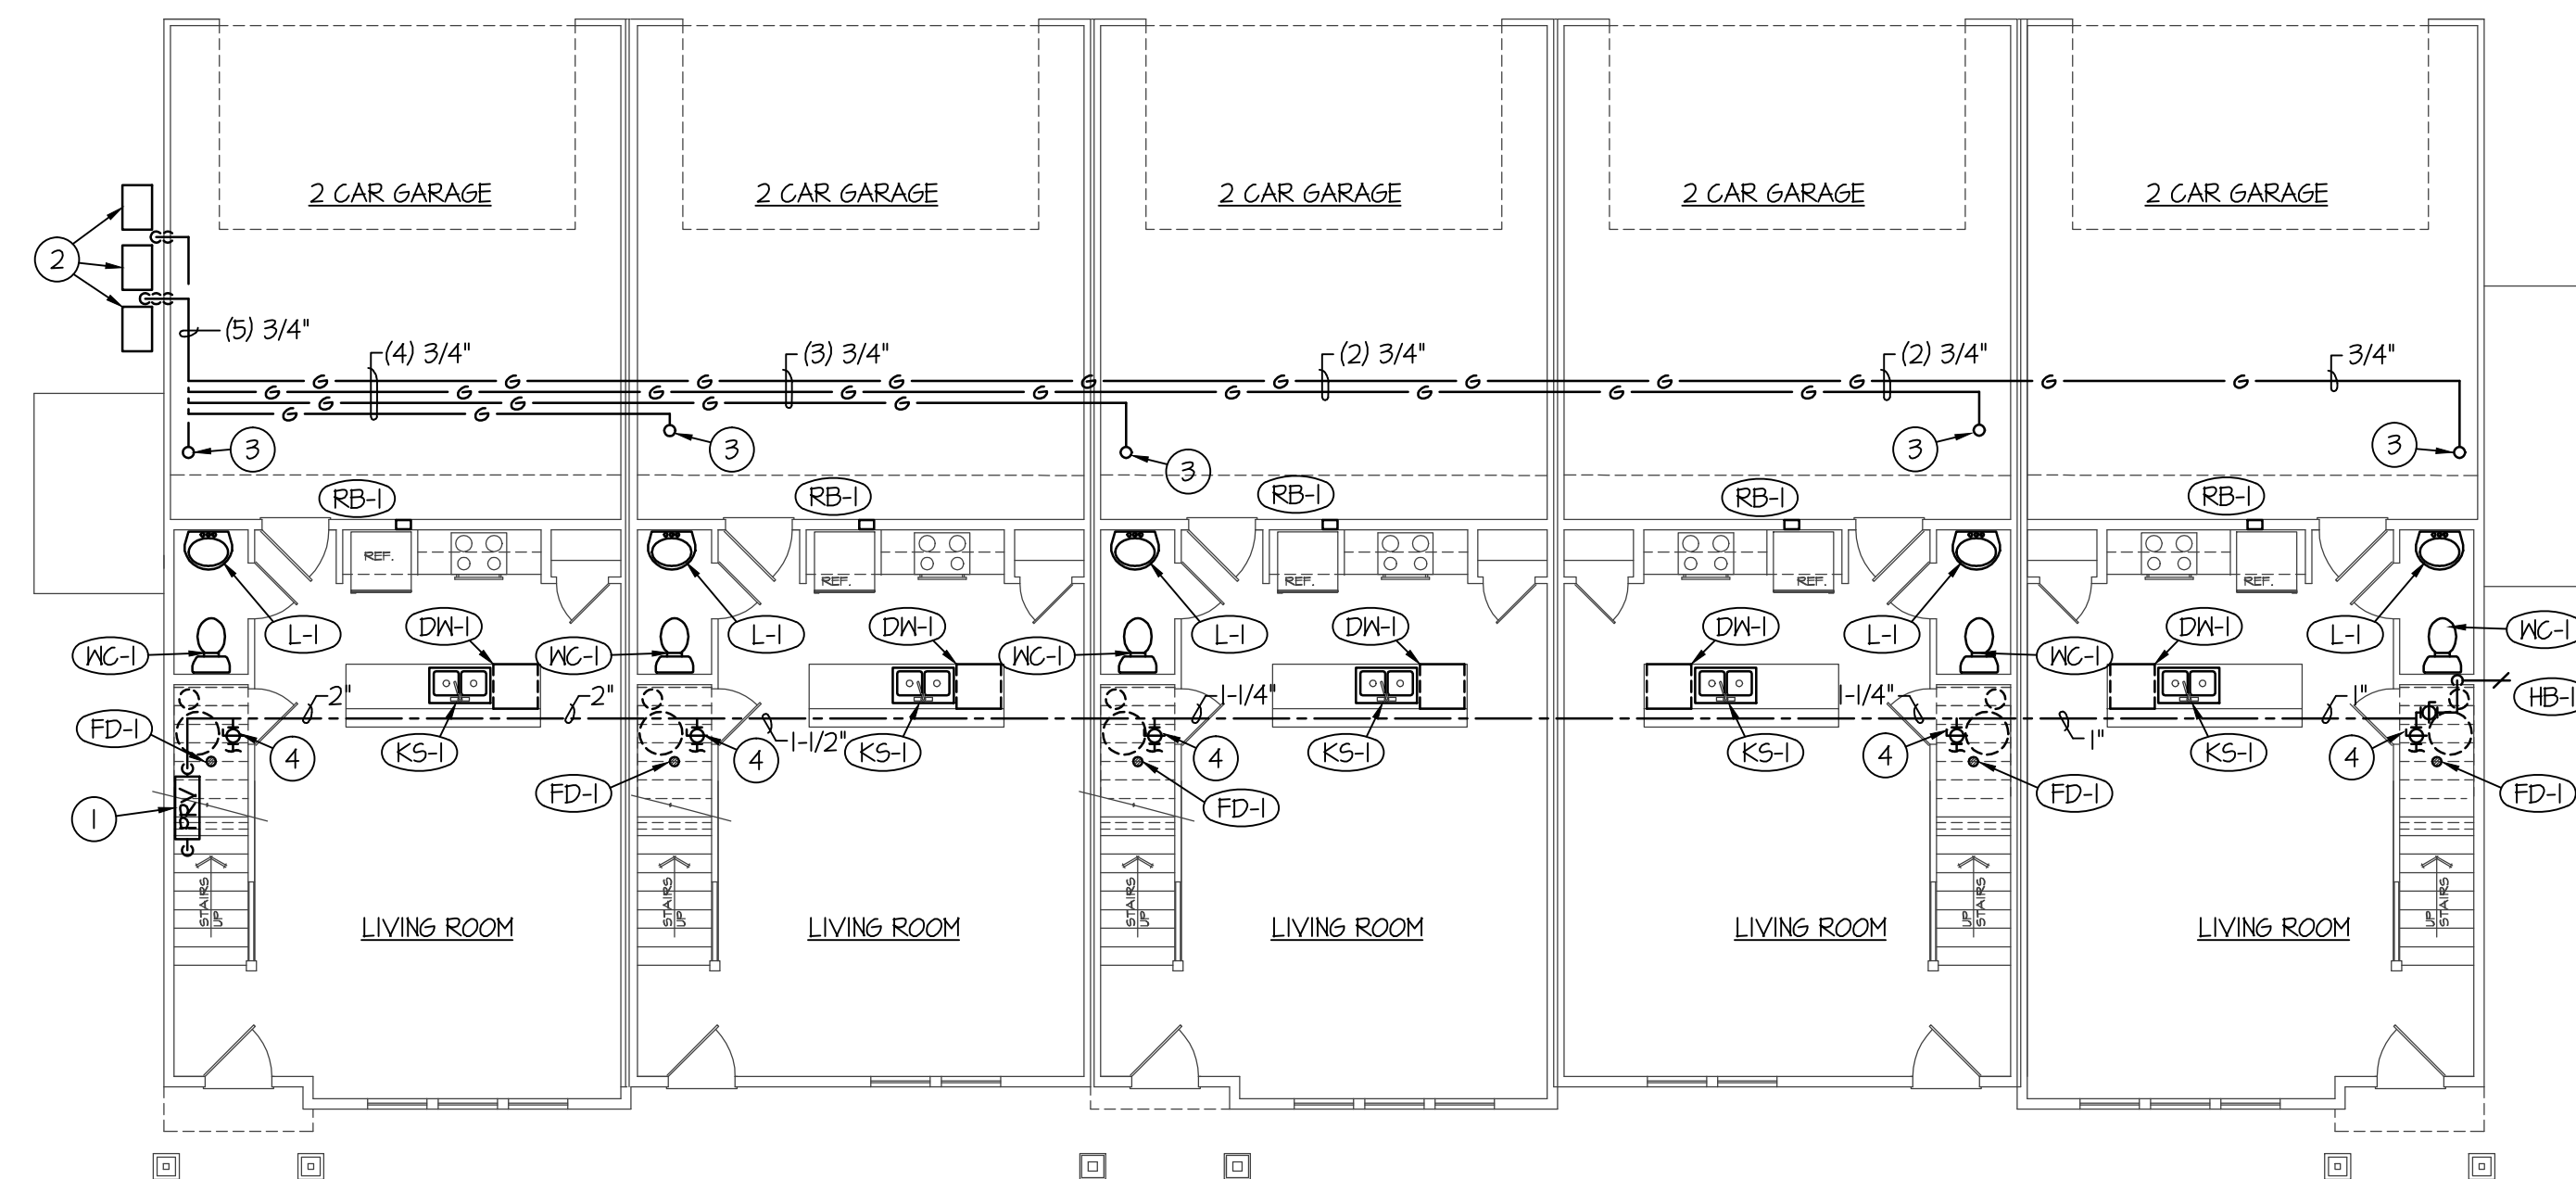 2 CAR GARAGE 2 CAR GARAGE 2 CAR GARAGE 2 CAR GARAGE 2 CAR GARAGE
2
(5) 3/4"
(4) 3/4" (3) 3/4" (2) 3/4" (2) 3/4" 3/4"
G G G G G G G G G G G
G G G G G G G G G
G G G G
G G
3 3 3 3 3
RB-1 RB-1 RB-1 RB-1 RB-1
REF. REF. REF. REF. REF.
L-1 DW-1 L-1 DW-1 L-1 DW-1 DW-1 L-1 DW-1 L-1
WC-1 WC-1 WC-1 WC-1 WC-1
2" 2" 1-1/4" 1-1/4" 1" HB-1
FD-1 4 KS-1 1-1/2" 4 KS-1 4 KS-1 KS-1 4 1" KS-1 4
FD-1 FD-1 FD-1 FD-1
1 PRV
STAIRS UP STAIRS UP STAIRS UP UP STAIRS UP STAIRS
LIVING ROOM LIVING ROOM LIVING ROOM LIVING ROOM LIVING ROOM